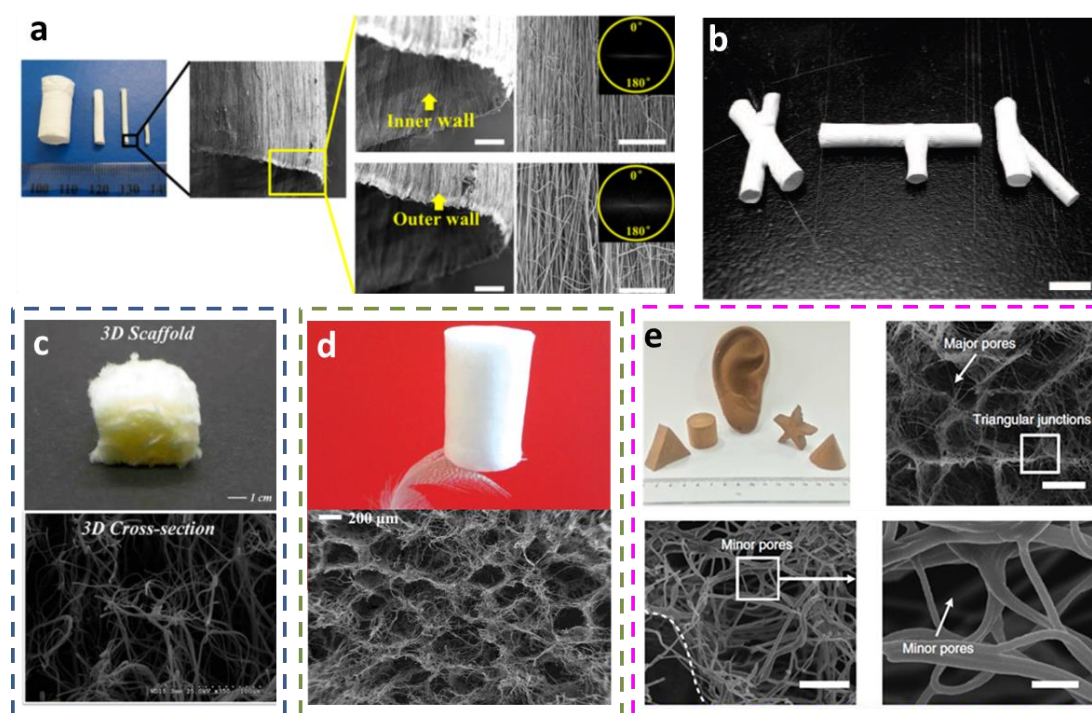 a
100 110 120 130
Inner wall
0°
180°
Outer wall
0°
180°
b
c
3D Scaffold
1 cm
3D Cross-section
d
200 μm
e
Major pores
Triangular junctions
Minor pores
Minor pores